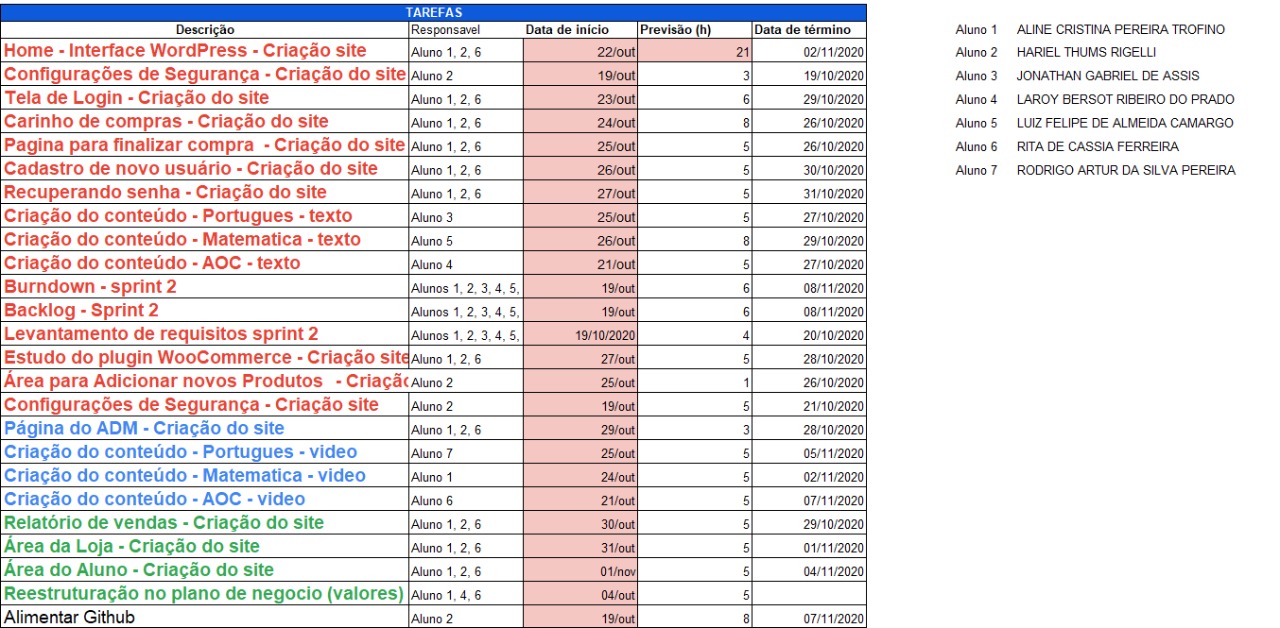 TAREFAS
Descrição Responsavel Data de início Previsão (h) Data de término
Home - Interface WordPress - Criação site Aluno 1, 2, 6 22/out 21 02/11/2020
Configurações de Segurança - Criação do site Aluno 2 19/out 3 19/10/2020
Tela de Login - Criação do site Aluno 1, 2, 6 23/out 6 29/10/2020
Carinho de compras - Criação do site Aluno 1, 2, 6 24/out 8 26/10/2020
Pagina para finalizar compra - Criação do site Aluno 1, 2, 6 25/out 5 26/10/2020
Cadastro de novo usuário - Criação do site Aluno 1, 2, 6 26/out 5 30/10/2020
Recuperando senha - Criação do site Aluno 1, 2, 6 27/out 5 31/10/2020
Criação do conteúdo - Portugues - texto Aluno 3 25/out 5 27/10/2020
Criação do conteúdo - Matematica - texto Aluno 5 26/out 8 29/10/2020
Criação do conteúdo - AOC - texto Aluno 4 21/out 5 27/10/2020
Burndown - sprint 2 Alunos 1, 2, 3, 4, 5, 19/out 6 08/11/2020
Backlog - Sprint 2 Alunos 1, 2, 3, 4, 5, 19/out 6 08/11/2020
Levantamento de requisitos sprint 2 Alunos 1, 2, 3, 4, 5, 19/10/2020 4 20/10/2020
Estudo do plugin WooCommerce - Criação site Aluno 1, 2, 6 27/out 5 28/10/2020
Área para Adicionar novos Produtos - Criação Aluno 2 25/out 1 26/10/2020
Configurações de Segurança - Criação site Aluno 2 19/out 5 21/10/2020
Página do ADM - Criação do site Aluno 1, 2, 6 29/out 3 28/10/2020
Criação do conteúdo - Portugues - video Aluno 7 25/out 5 05/11/2020
Criação do conteúdo - Matematica - video Aluno 1 24/out 5 02/11/2020
Criação do conteúdo - AOC - video Aluno 6 21/out 5 07/11/2020
Relatório de vendas - Criação do site Aluno 1, 2, 6 30/out 5 29/10/2020
Área da Loja - Criação do site Aluno 1, 2, 6 31/out 5 01/11/2020
Área do Aluno - Criação do site Aluno 1, 2, 6 01/nov 5 04/11/2020
Reestruturação no plano de negocio (valores) Aluno 1, 4, 6 04/out 5
Alimentar Github Aluno 2 19/out 8 07/11/2020
Aluno 1 ALINE CRISTINA PEREIRA TROFINO
Aluno 2 HARIEL THUMS RIGELLI
Aluno 3 JONATHAN GABRIEL DE ASSIS
Aluno 4 LAROY BERSOT RIBEIRO DO PRADO
Aluno 5 LUIZ FELIPE DE ALMEIDA CAMARGO
Aluno 6 RITA DE CASSIA FERREIRA
Aluno 7 RODRIGO ARTUR DA SILVA PEREIRA